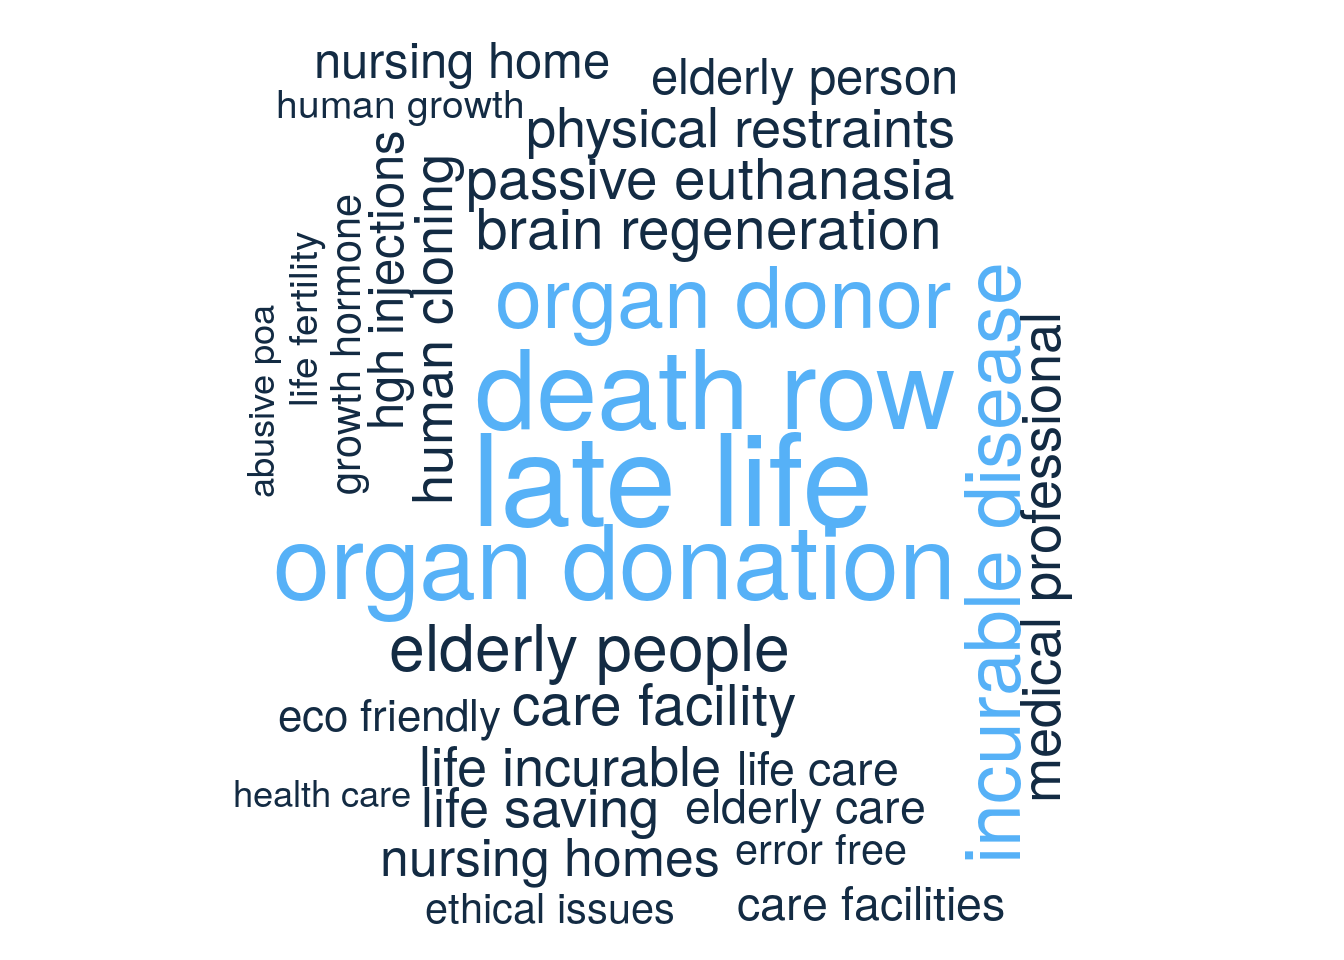 nursing home
elderly person
human growth
physical restraints
passive euthanasia
brain regeneration
organ donor
death row
late life
organ donation
abusive poa
life fertility
growth hormone
hgh injections
human cloning
incurable disease
medical professional
elderly people
eco friendly
care facility
life incurable
life care
health care
life saving
elderly care
nursing homes
error free
ethical issues
care facilities